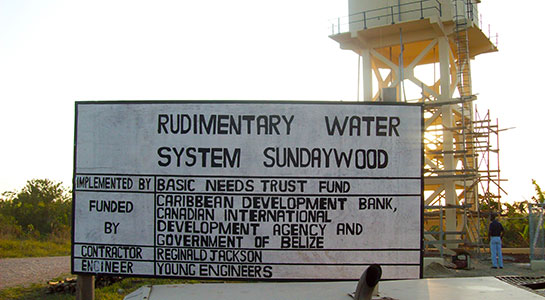 RUDIMENTARY WATER
SYSTEM SUNDAYWOOD
IMPLEMENTED BY BASIC NEEDS TRUST FUND
FUNDED BY CARIBBEAN DEVELOPMENT BANK,
CANADIAN INTERNATIONAL
DEVELOPMENT AGENCY AND
GOVERNMENT OF BELIZE
CONTRACTOR REGINALD JACKSON
ENGINEER YOUNG ENGINEERS